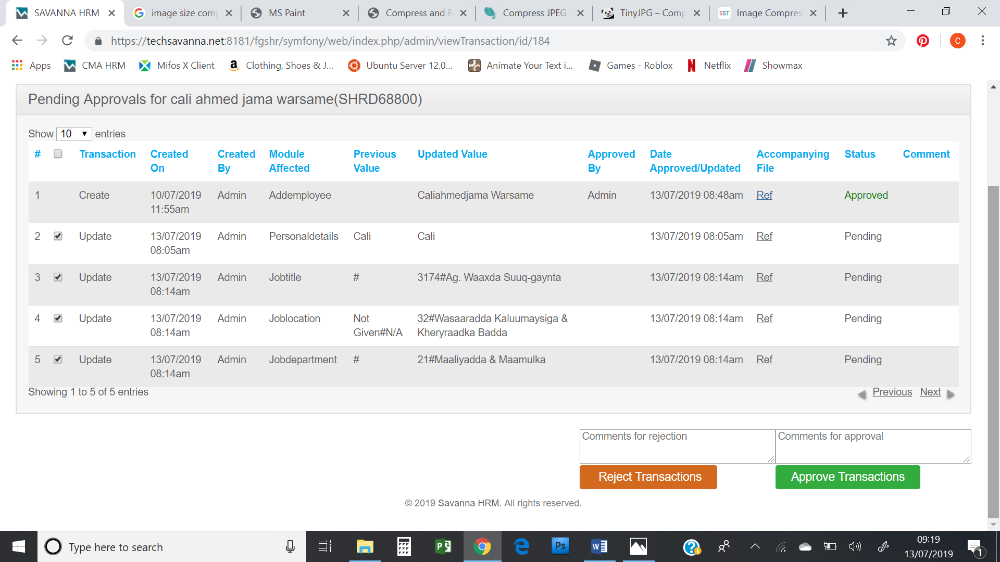 SAVANNA HRM
image size comp
MS Paint
Compress and R
Compress JPEG
TinyJPG – Comp
SST
Image Compres
https://techsavanna.net:8181/fgshr/symfony/web/index.php/admin/viewTransaction/id/184
C
Apps
CMA HRM
Mifos X Client
Clothing, Shoes & J...
Ubuntu Server 12.0...
Animate Your Text i...
Games - Roblox
Netflix
Showmax
Pending Approvals for cali ahmed jama warsame(SHRD68800)
Show 10 entries
# Transaction Created On Created By Module Affected Previous Value Updated Value Approved By Date Approved/Updated Accompanying File Status Comment
1 Create 10/07/2019 11:55am Admin Addemployee Caliahmedjama Warsame Admin 13/07/2019 08:48am Ref Approved
2 Update 13/07/2019 08:05am Admin Personaldetails Cali Cali 13/07/2019 08:05am Ref Pending
3 Update 13/07/2019 08:14am Admin Jobtitle # 3174#Ag. Waaxda Suuq-gaynta 13/07/2019 08:14am Ref Pending
4 Update 13/07/2019 08:14am Admin Joblocation Not Given#N/A 32#Wasaaradda Kaluumaysiga & Kheryraadka Badda 13/07/2019 08:14am Ref Pending
5 Update 13/07/2019 08:14am Admin Jobdepartment # 21#Maaliyadda & Maamulka 13/07/2019 08:14am Ref Pending
Showing 1 to 5 of 5 entries
Previous Next
Comments for rejection
Comments for approval
Reject Transactions
Approve Transactions
© 2019 Savanna HRM. All rights reserved.
Type here to search
Ps
09:19
13/07/2019
1